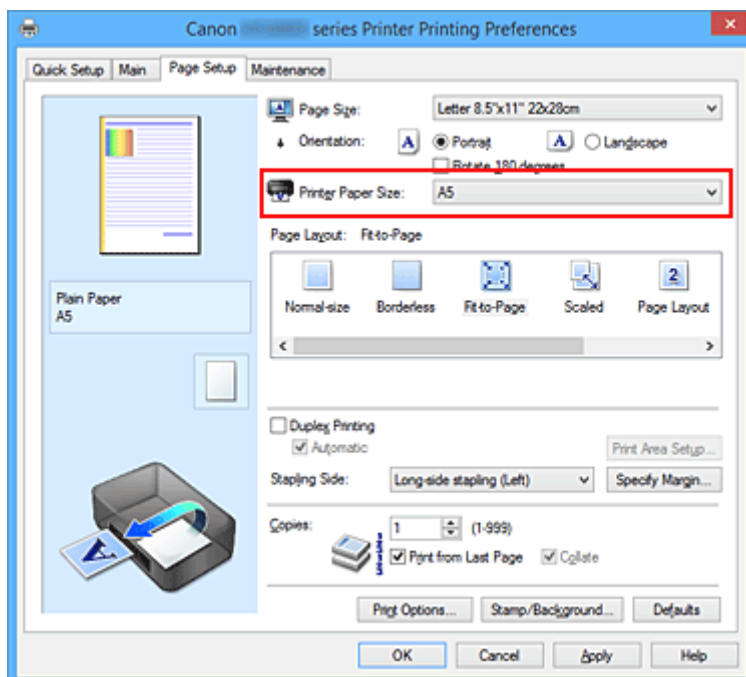 Canon series Printer Printing Preferences
Quick Setup Main Page Setup Maintenance
Page Size: Letter 8.5"x11" 22x28cm
Orientation: A Portrait A Landscape
Rotate 180 degrees
Printer Paper Size: A5
Page Layout: Fit-to-Page
2
Normal-size Borderless Fit-to-Page Scaled Page Layout
Plain Paper
A5
Duplex Printing
Automatic Print Area Setup...
Stapling Side: Long-side stapling (Left) Specify Margin...
Copies: 1 (1-999)
Print from Last Page Collate
A
Print Options... Stamp/Background... Defaults
OK Cancel Apply Help